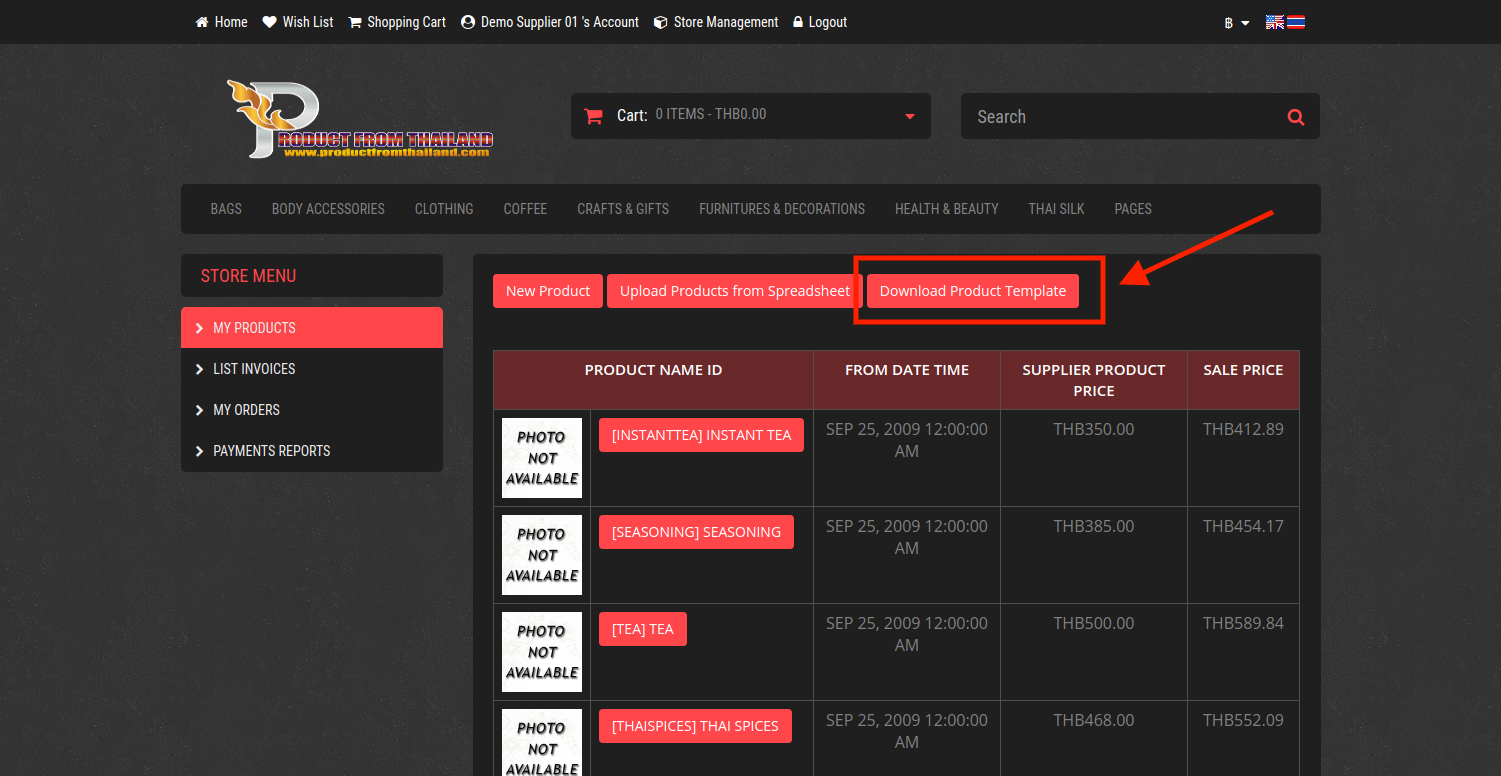 Home Wish List Shopping Cart Demo Supplier 01 's Account Store Management Logout ฿
PRODUCT FROM THAILAND
www.productfromthailand.com
Cart: 0 ITEMS - THB0.00
Search
BAGS BODY ACCESSORIES CLOTHING COFFEE CRAFTS & GIFTS FURNITURES & DECORATIONS HEALTH & BEAUTY THAI SILK PAGES
STORE MENU
MY PRODUCTS
LIST INVOICES
MY ORDERS
PAYMENTS REPORTS
New Product Upload Products from Spreadsheet Download Product Template
PRODUCT NAME ID FROM DATE TIME SUPPLIER PRODUCT PRICE SALE PRICE
PHOTO
NOT
AVAILABLE
[INSTANTTEA] INSTANT TEA SEP 25, 2009 12:00:00 AM THB350.00 THB412.89
PHOTO
NOT
AVAILABLE
[SEASONING] SEASONING SEP 25, 2009 12:00:00 AM THB385.00 THB454.17
PHOTO
NOT
AVAILABLE
[TEA] TEA SEP 25, 2009 12:00:00 AM THB500.00 THB589.84
PHOTO
NOT
AVAILABLE
[THAISPICES] THAI SPICES SEP 25, 2009 12:00:00 AM THB468.00 THB552.09